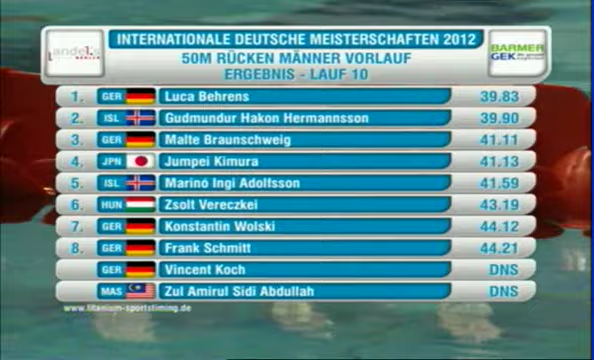 andel's
BERLIN
INTERNATIONALE DEUTSCHE MEISTERSCHAFTEN 2012
50M RÜCKEN MÄNNER VORLAUF
ERGEBNIS - LAUF 10
BARMER
GEK
1. GER Luca Behrens 39.83
2. ISL Gudmundur Hakon Hermannsson 39.90
3. GER Malte Braunschweig 41.11
4. JPN Jumpei Kimura 41.13
5. ISL Marinó Ingi Adolfsson 41.59
6. HUN Zsolt Vereczkei 43.19
7. GER Konstantin Wolski 44.12
8. GER Frank Schmitt 44.21
GER Vincent Koch DNS
MAS Zul Amirul Sidi Abdullah DNS
www.titanium-sportstiming.de